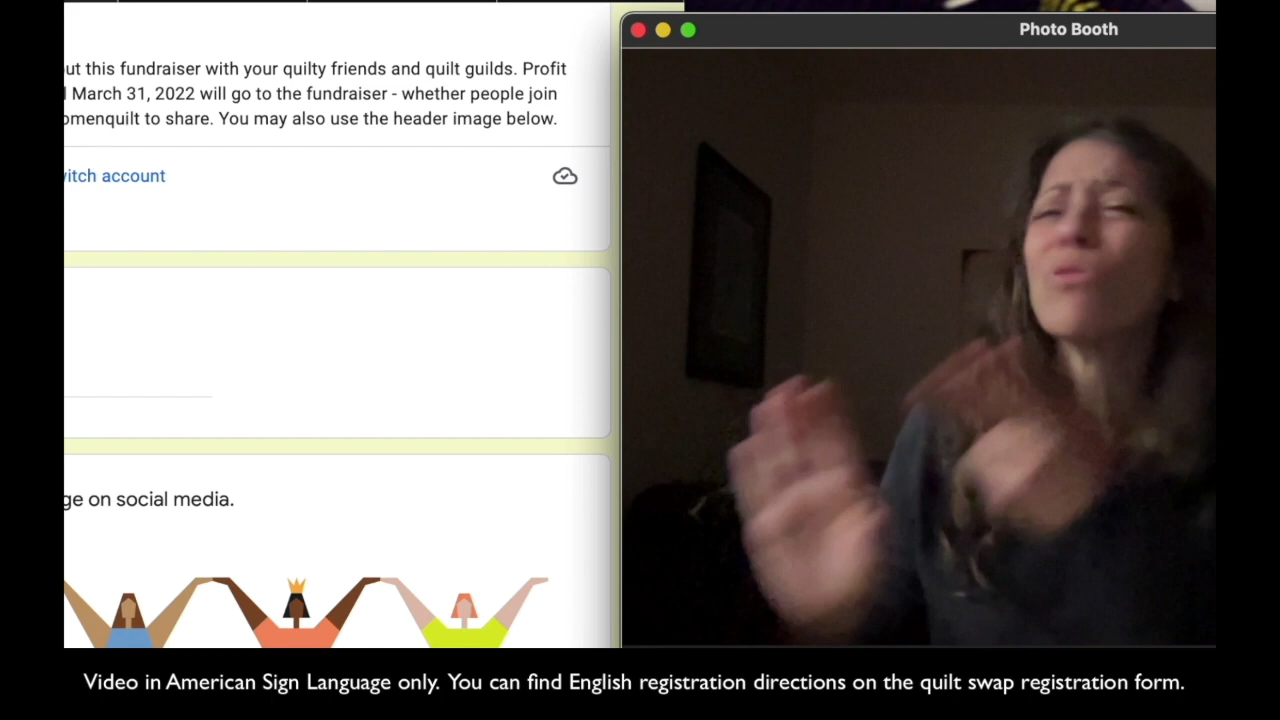 Photo Booth
ut this fundraiser with your quilty friends and quilt guilds. Profit
March 31, 2022 will go to the fundraiser - whether people join
omenquilt to share. You may also use the header image below.
vitch account
ge on social media.
Video in American Sign Language only. You can find English registration directions on the quilt swap registration form.